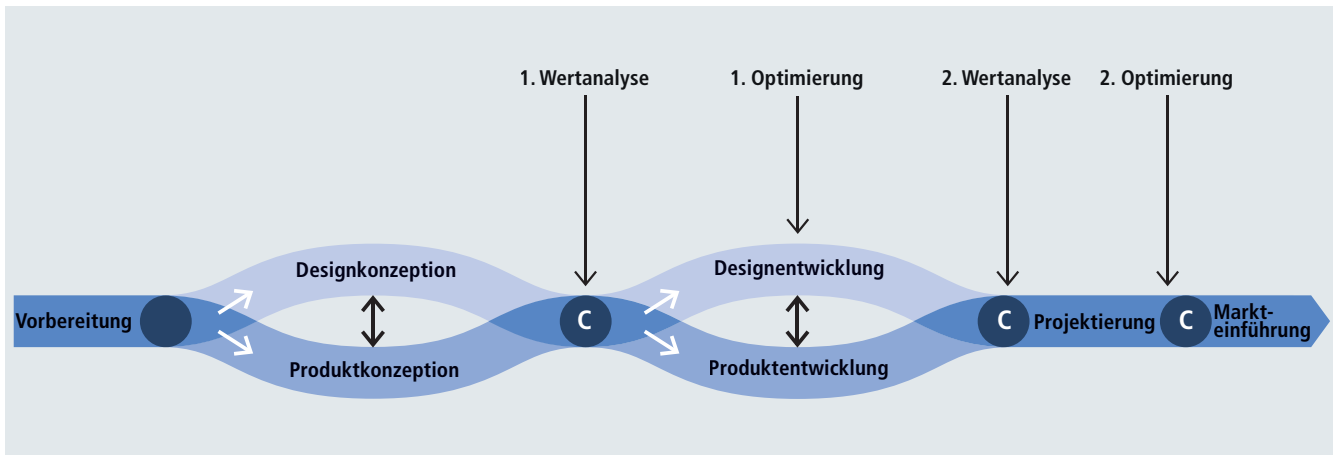 1. Wertanalyse
1. Optimierung
2. Wertanalyse
2. Optimierung
Designkonzeption
Designentwicklung
Vorbereitung
C
C
Projektierung
C
Markt-
einführung
Produktkonzeption
Produktentwicklung